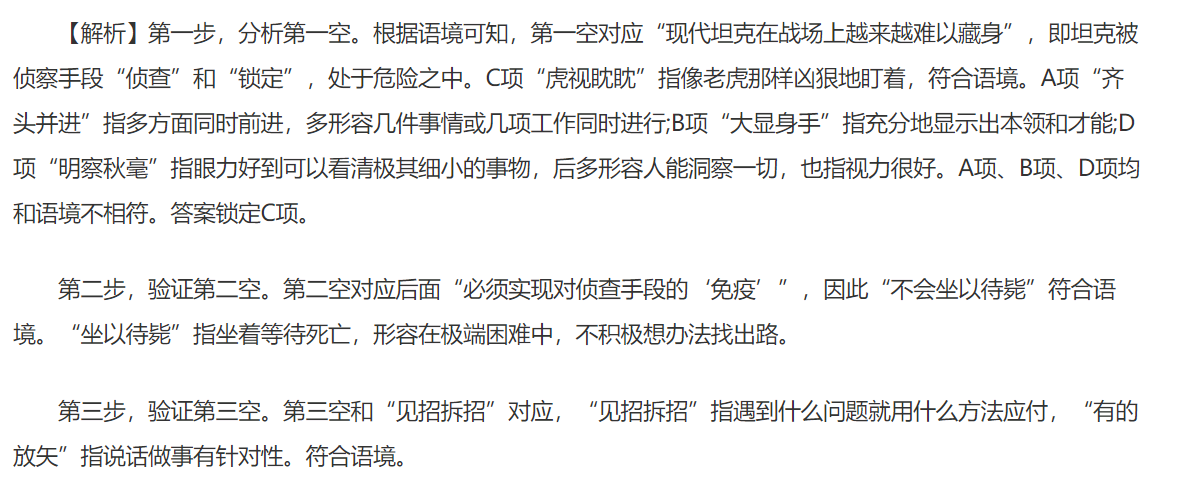 【解析】第一步，分析第一空。根据语境可知，第一空对应“现代坦克在战场上越来越难以藏身”，即坦克被
侦察手段“侦查”和“锁定”，处于危险之中。C项“虎视眈眈”指像老虎那样凶狠地盯着，符合语境。A项“齐
头并进”指多方面同时前进，多形容几件事情或几项工作同时进行;B项“大显身手”指充分地显示出本领和才能;D
项“明察秋毫”指眼力好到可以看清极其细小的事物，后多形容人能洞察一切，也指视力很好。A项、B项、D项均
和语境不相符。答案锁定C项。
第二步，验证第二空。第二空对应后面“必须实现对侦查手段的‘免疫’”，因此“不会坐以待毙”符合语
境。“坐以待毙”指坐着等待死亡，形容在极端困难中，不积极想办法找出路。
第三步，验证第三空。第三空和“见招拆招”对应，“见招拆招”指遇到什么问题就用什么方法应付，“有的
放矢”指说话做事有针对性。符合语境。